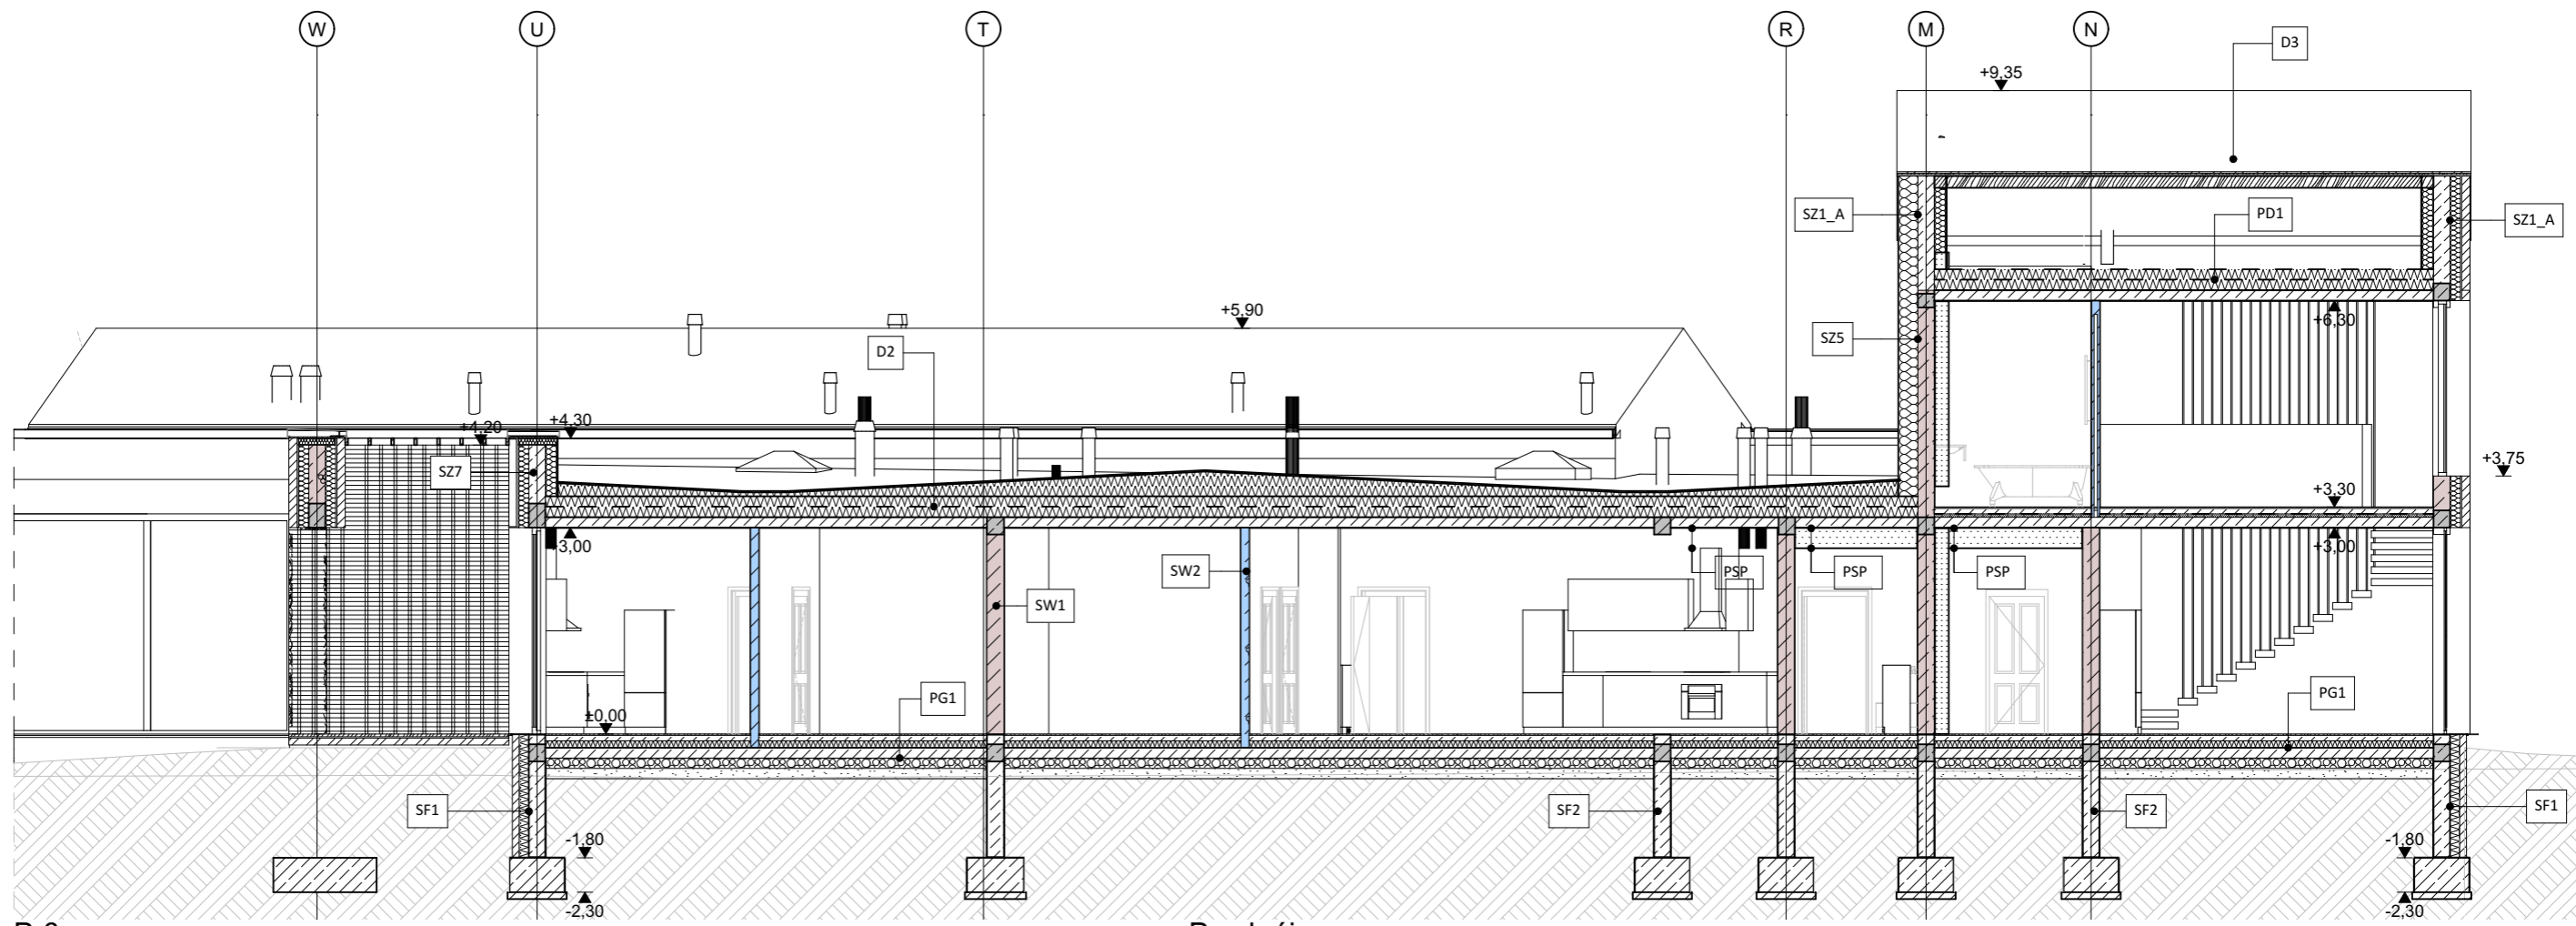 W U T R M N
D3
+9,35
SZ1_A
PD1
SZ1_A
+5,90
+6,30
D2
SZ5
+4,20
+4,30
SZ7
+3,75
+3,30
+3,00
+3,00
SW2
PSP
PSP
PSP
SW1
PG1
PG1
±0,00
SF1
SF2
SF2
SF1
-1,80
-1,80
-2,30
-2,30